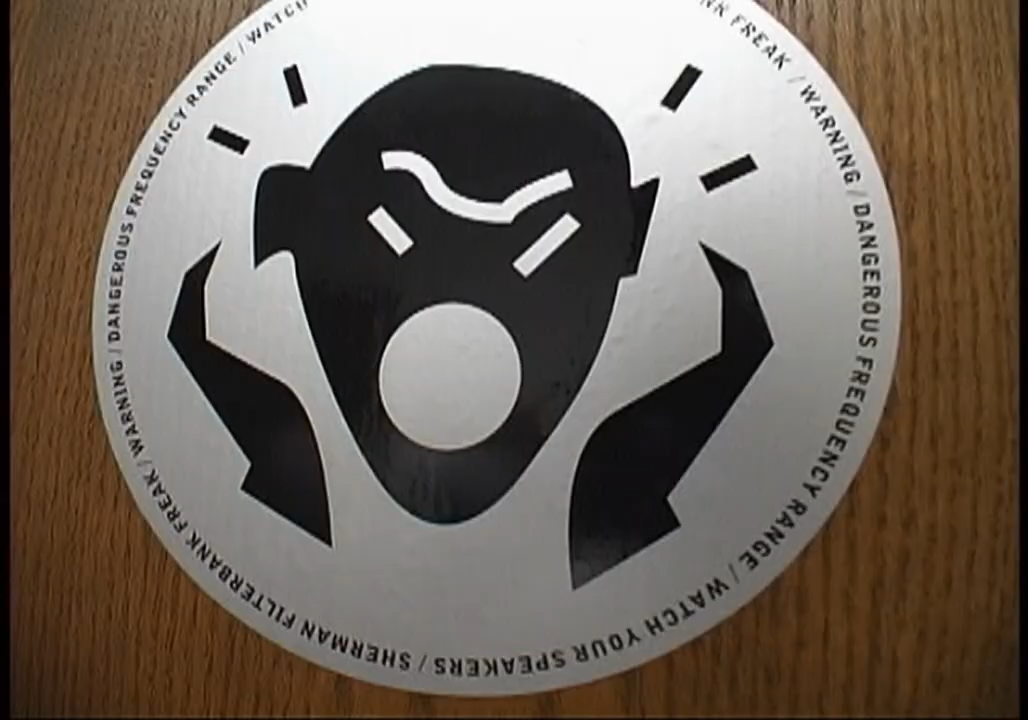 NK FREAK / WARNING / DANGEROUS FREQUENCY RANGE / WATCH YOUR SPEAKERS / SHERMAN FILTERBANK FREAK / WARNING / DANGEROUS FREQUENCY RANGE / WATCH